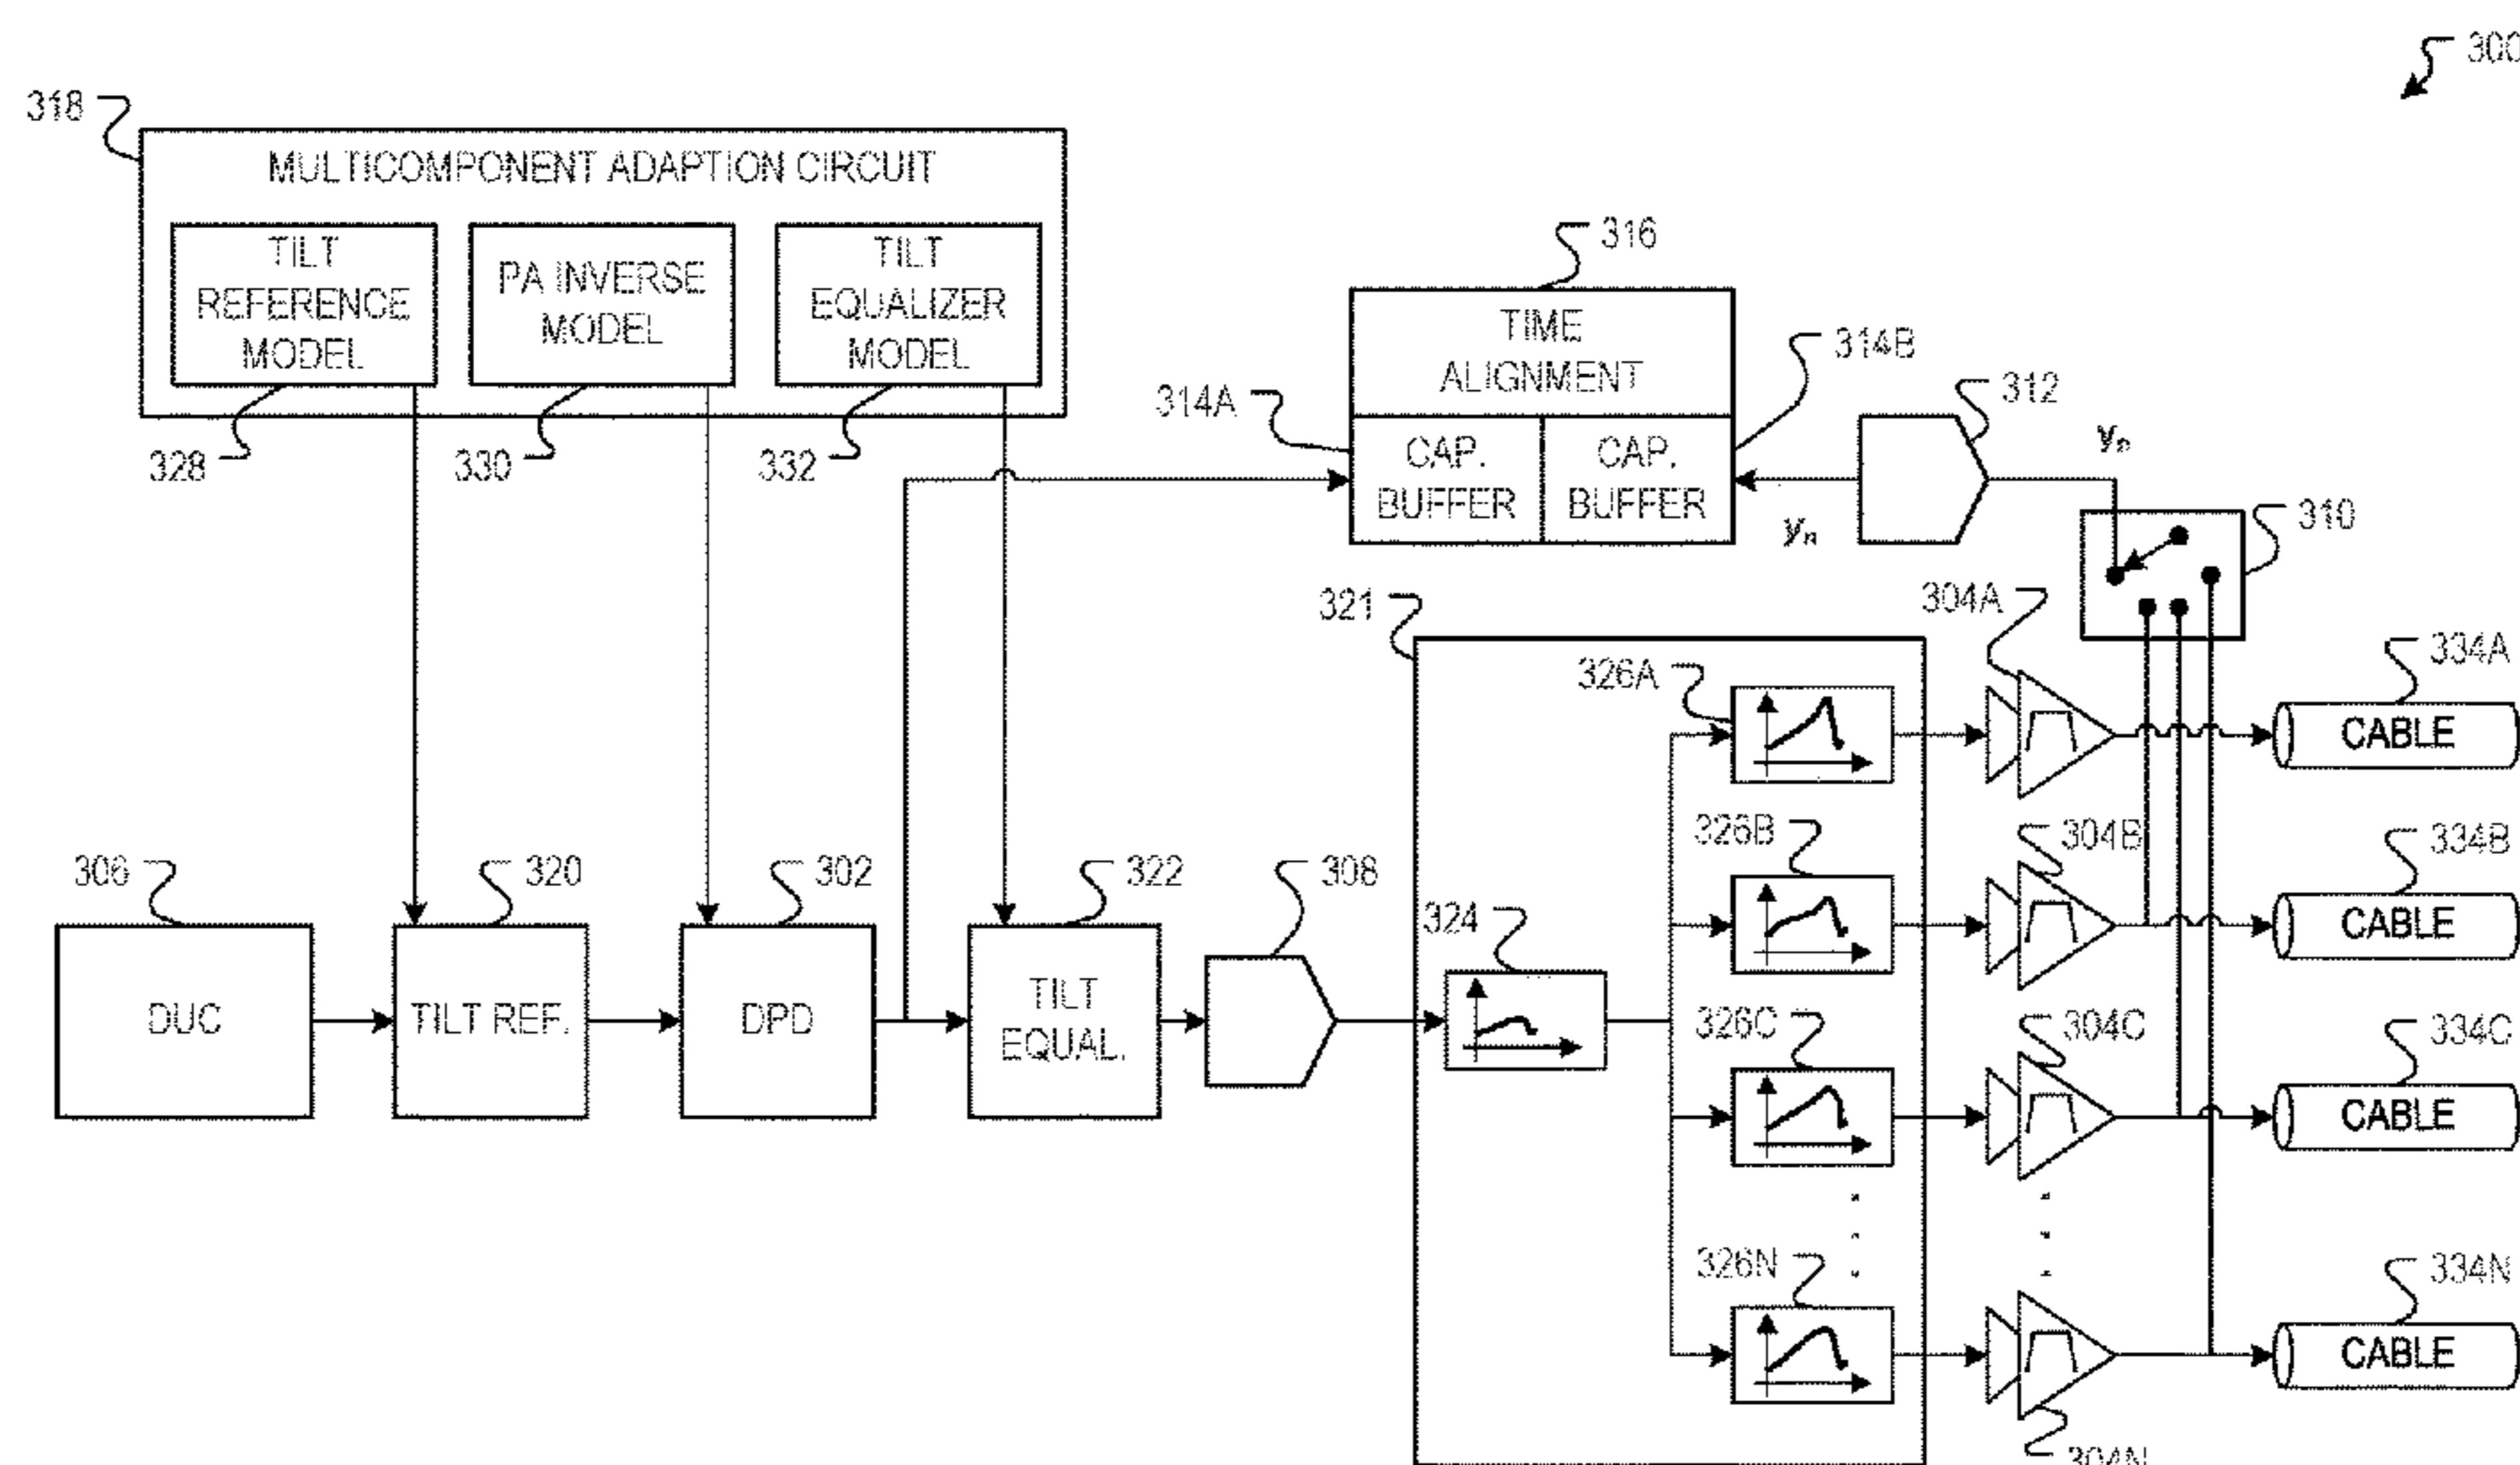 300
318
MULTICOMPONENT ADAPTION CIRCUIT
TILT
REFERENCE
MODEL
PA INVERSE
MODEL
TILT
EQUALIZER
MODEL
328
330
332
316
TIME
ALIGNMENT
314A
314B
CAP.
BUFFER
CAP.
BUFFER
312
yn
yn
310
321
304A
326A
334A
CABLE
326B
304B
334B
CABLE
306
320
302
322
308
324
DUC
TILT REF.
DPD
TILT
EQUAL.
326C
304C
334C
CABLE
326N
334N
CABLE
304N